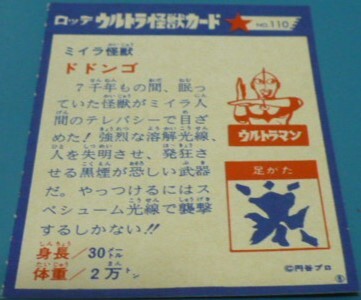 ロッテ ウルトラ怪獣カード ★ NO.110
ミイラ怪獣
ドドンゴ
7千年もの間、眠っ
ていた怪獣がミイラ人
間のテレパシーで目ざ
めた!強烈な溶解光線、
人を失明させ、発狂さ
せる黒煙が恐しい武器
だ。やっつけるにはス
ペシューム光線で襲撃
するしかない!!
身長/30メートル
体重/2万トン
ウルトラマン
足がた
©円谷プロ